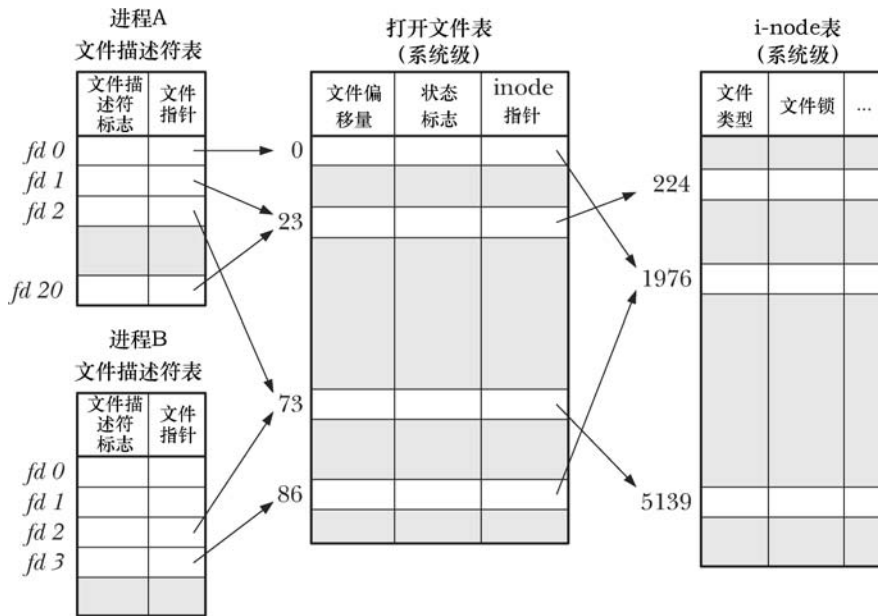 进程A
文件描述符表
文件描
述符
标志
文件
指针
fd 0
fd 1
fd 2
fd 20
进程B
文件描述符表
文件描
述符
标志
文件
指针
fd 0
fd 1
fd 2
fd 3
打开文件表
(系统级)
文件偏
移量
状态
标志
inode
指针
0
23
73
86
i-node表
(系统级)
文件
类型
文件锁
...
224
1976
5139